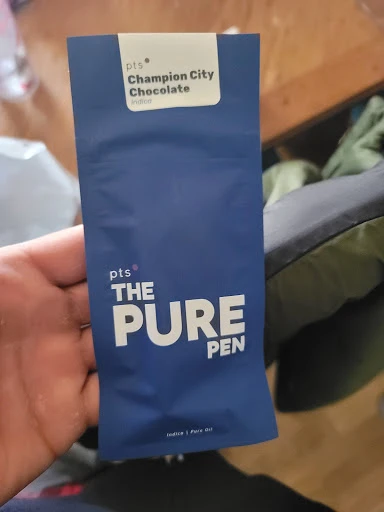 pts
Champion City
Chocolate
indica
pts
THE
PURE
PEN
Indica | Pure Oil